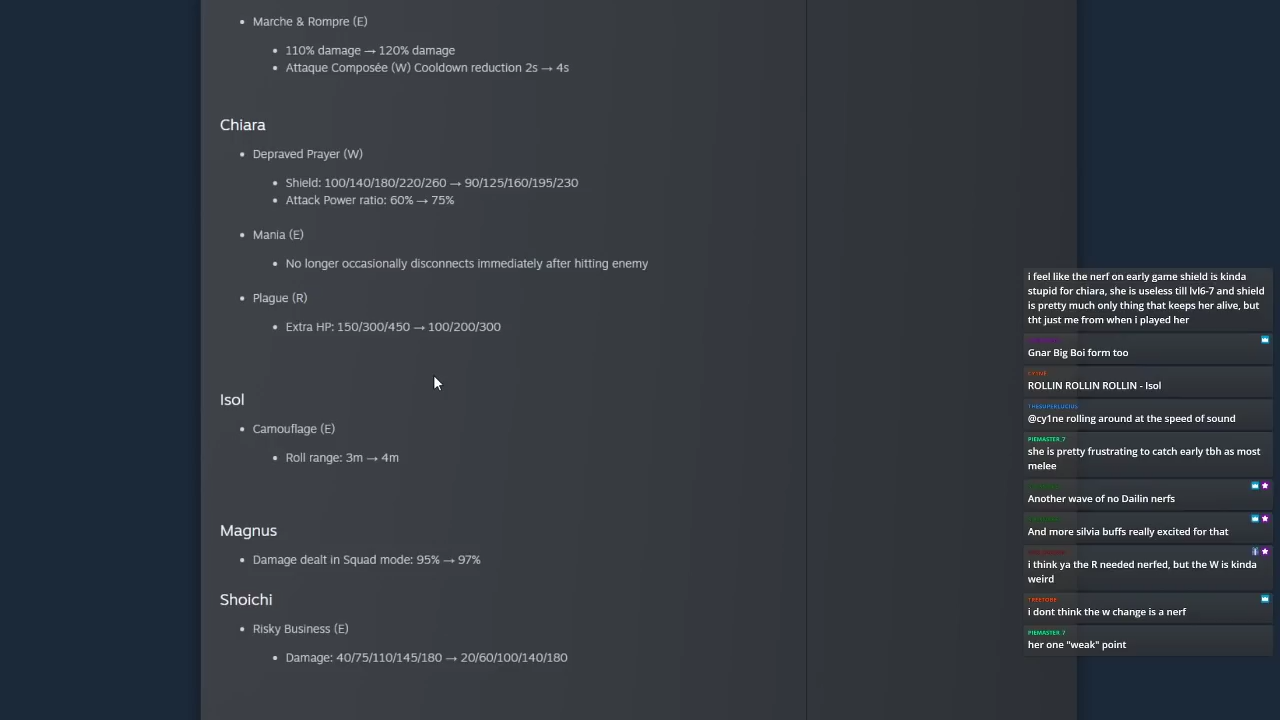 Marche & Rompre (E)
110% damage → 120% damage
Attaque Composée (W) Cooldown reduction 2s → 4s
Chiara
Depraved Prayer (W)
Shield: 100/140/180/220/260 → 90/125/160/195/230
Attack Power ratio: 60% → 75%
Mania (E)
No longer occasionally disconnects immediately after hitting enemy
Plague (R)
Extra HP: 150/300/450 → 100/200/300
Isol
Camouflage (E)
Roll range: 3m → 4m
Magnus
Damage dealt in Squad mode: 95% → 97%
Shoichi
Risky Business (E)
Damage: 40/75/110/145/180 → 20/60/100/140/180
i feel like the nerf on early game shield is kinda
stupid for chiara, she is useless till lvl6-7 and shield
is pretty much only thing that keeps her alive, but
tht just me from when i played her
Gnar Big Boi form too
CY1NE
ROLLIN ROLLIN ROLLIN - Isol
THESUPERLUCIUS
@cy1ne rolling around at the speed of sound
PIEMASTER_7
she is pretty frustrating to catch early tbh as most
melee
Another wave of no Dailin nerfs
And more silvia buffs really excited for that
i think ya the R needed nerfed, but the W is kinda
weird
TREETOBE
i dont think the w change is a nerf
PIEMASTER_7
her one "weak" point